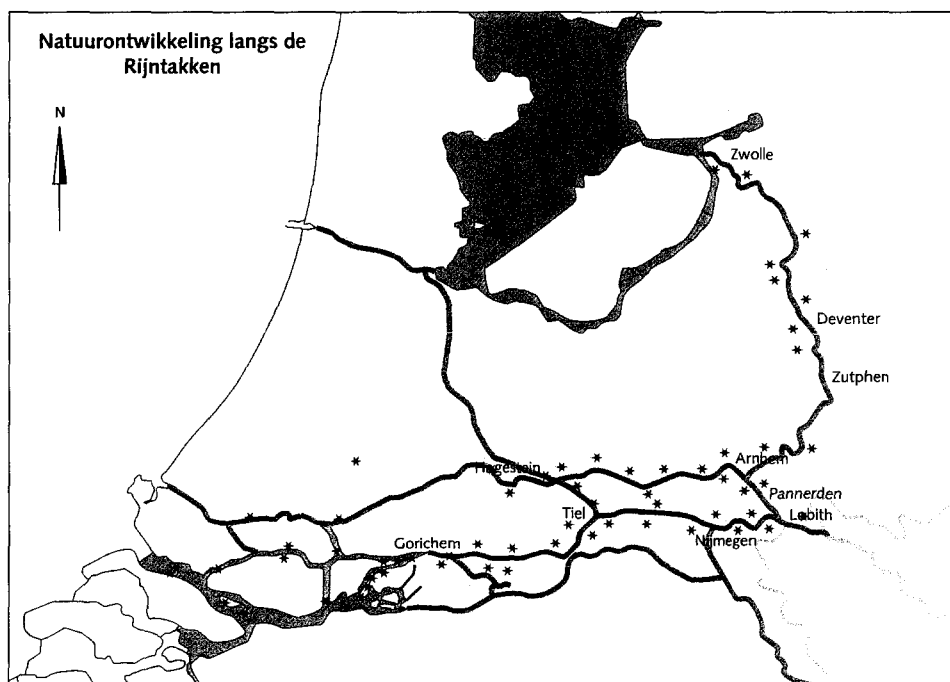 Natuurontwikkeling langs de
Rijntakken
N
Zwolle
Deventer
Zutphen
Hagestein
Arnhem
Pannerden
Lobith
Tiel
Nijmegen
Gorichem